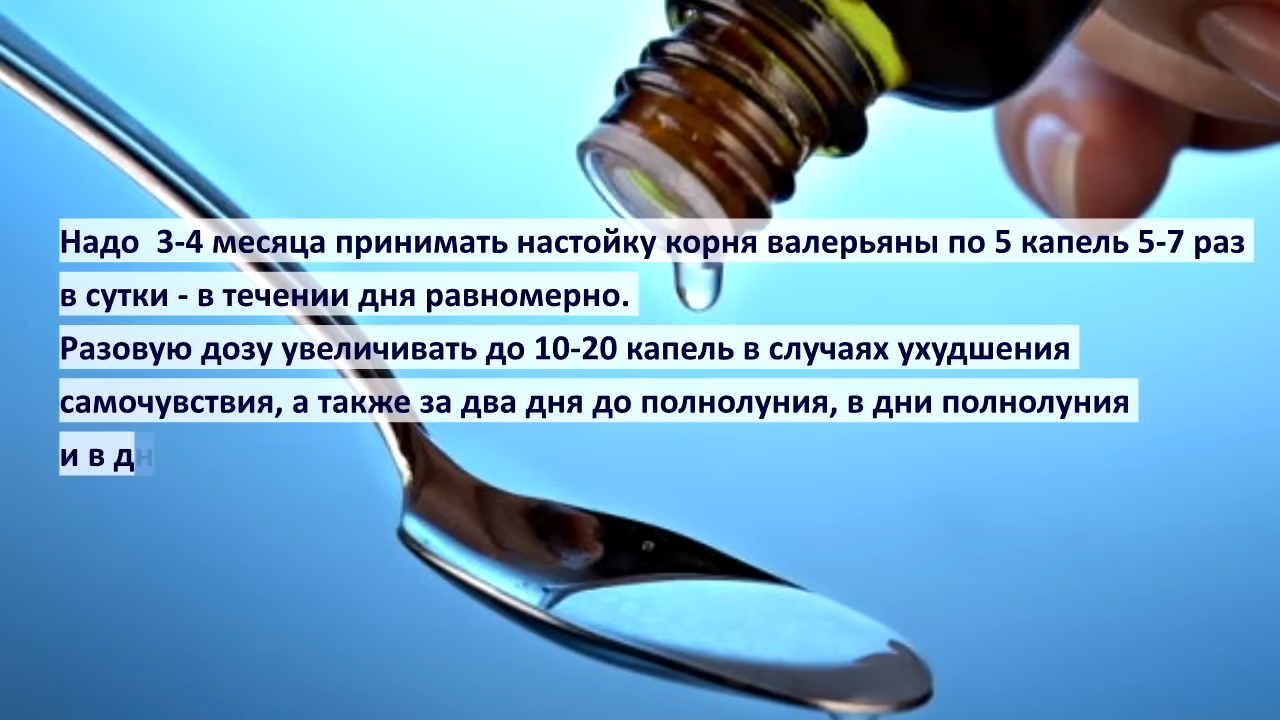 Надо  3-4 месяца принимать настойку корня валерьяны по 5 капель 5-7 раз
в сутки - в течении дня равномерно.
Разовую дозу увеличивать до 10-20 капель в случаях ухудшения
самочувствия, а также за два дня до полнолуния, в дни полнолуния
и в дн